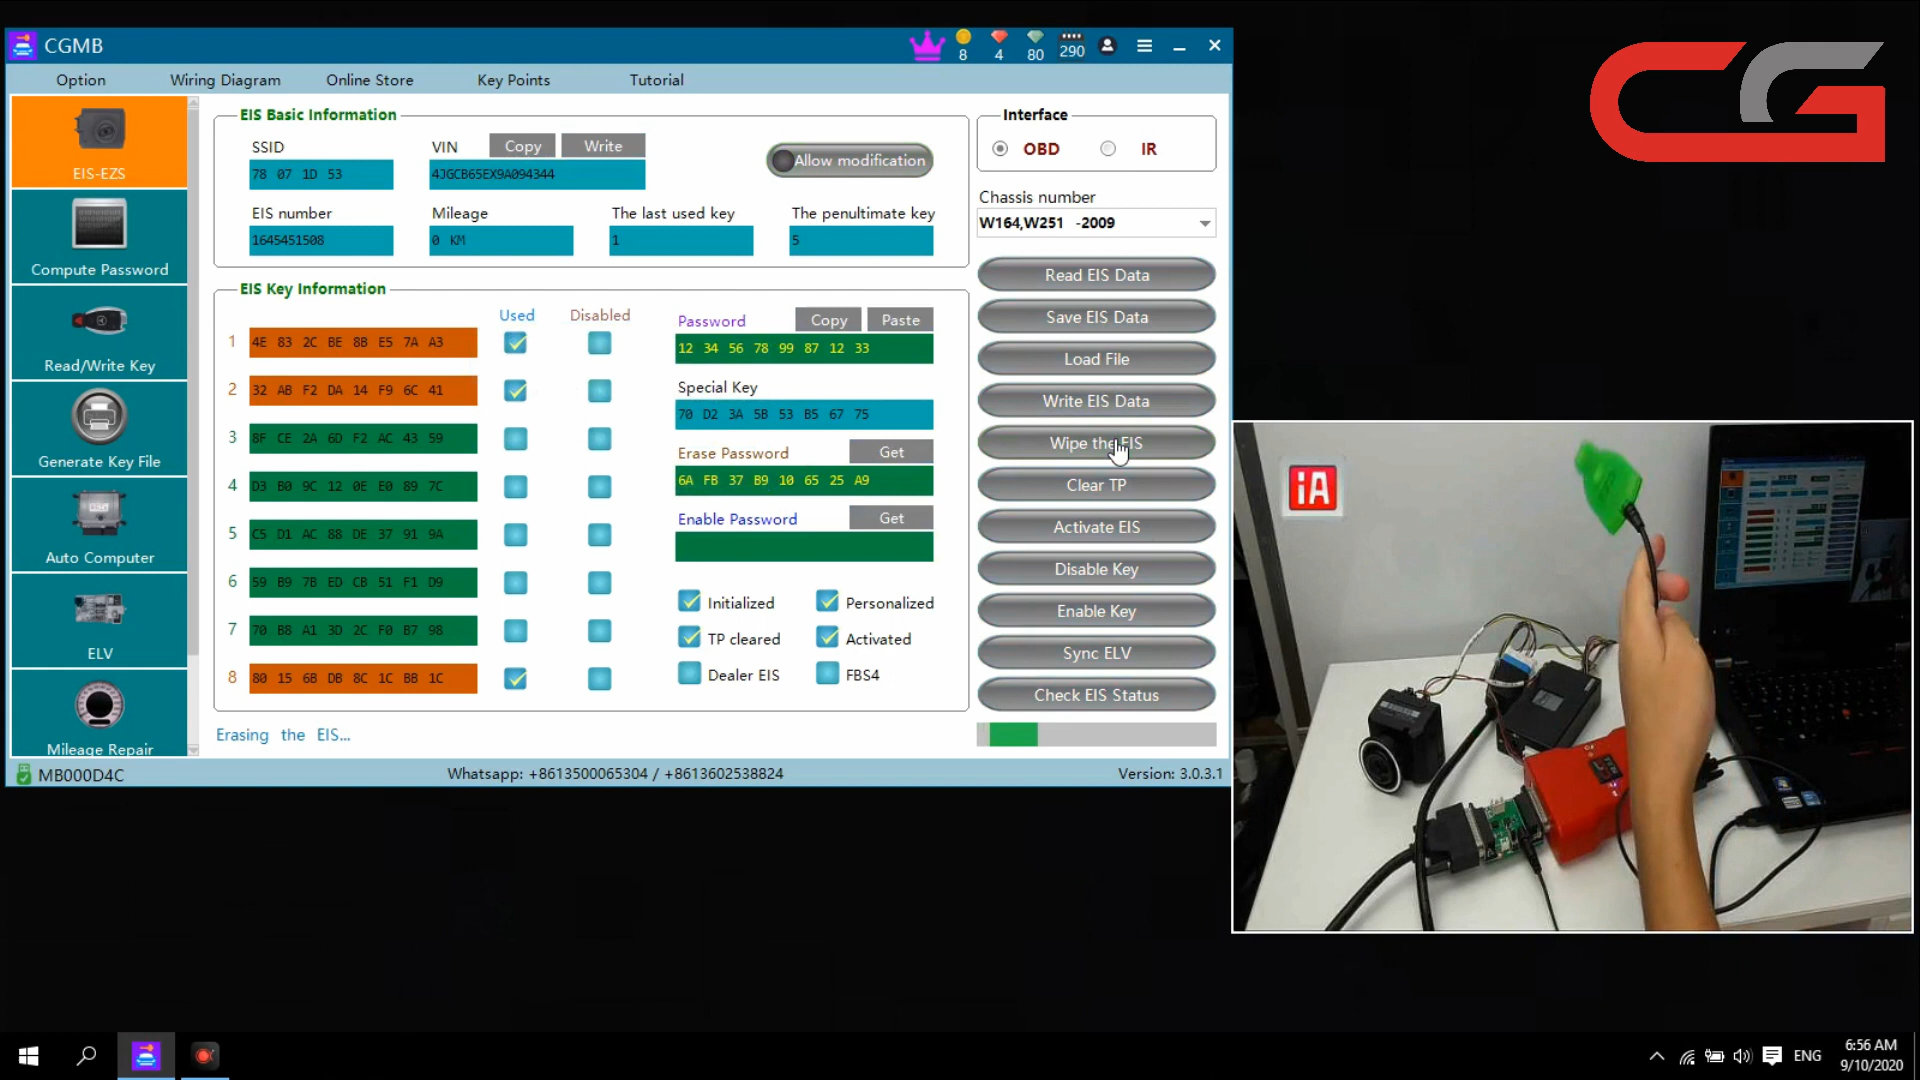 CGMB
8
4
80
290
Option
Wiring Diagram
Online Store
Key Points
Tutorial
EIS-EZS
Compute Password
Read/Write Key
Generate Key File
Auto Computer
ELV
Mileage Repair
EIS Basic Information
SSID
78 07 1D 53
VIN
Copy
Write
4JGCB65EX9A094344
Allow modification
EIS number
1645451508
Mileage
0 KM
The last used key
1
The penultimate key
5
EIS Key Information
Used
Disabled
1 4E 83 2C BE 8B E5 7A A3
2 32 AB F2 DA 14 F9 6C 41
3 8F CE 2A 6D F2 AC 43 59
4 D3 B0 9C 12 0E E0 89 7C
5 C5 D1 AC 88 DE 37 91 9A
6 59 B9 7B ED CB 51 F1 D9
7 70 B8 A1 3D 2C F0 B7 98
8 80 15 6B DB 8C 1C BB 1C
Password
Copy
Paste
12 34 56 78 99 87 12 33
Special Key
70 D2 3A 5B 53 B5 67 75
Erase Password
Get
6A FB 37 B9 10 65 25 A9
Enable Password
Get
Initialized
Personalized
TP cleared
Activated
Dealer EIS
FBS4
Interface
OBD
IR
Chassis number
W164,W251 -2009
Read EIS Data
Save EIS Data
Load File
Write EIS Data
Wipe the EIS
Clear TP
Activate EIS
Disable Key
Enable Key
Sync ELV
Check EIS Status
Erasing the EIS...
MB000D4C
Whatsapp: +8613500065304 / +8613602538824
Version: 3.0.3.1
CG
iA
ENG
6:56 AM
9/10/2020